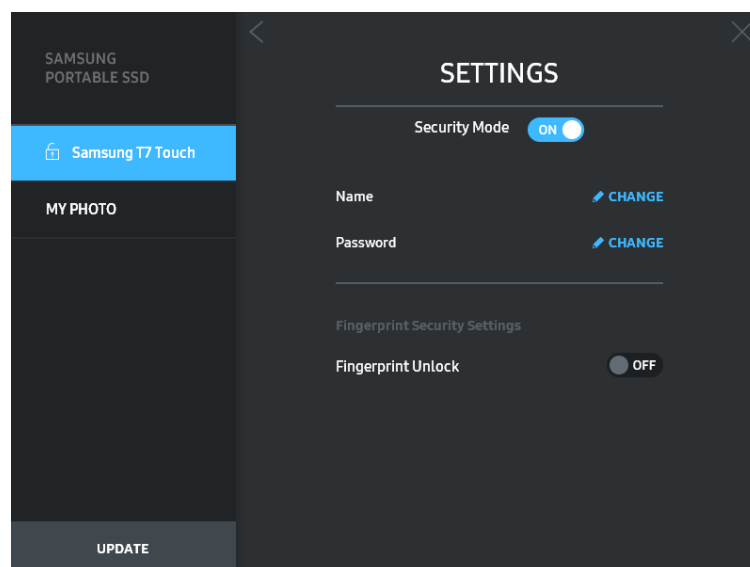 SAMSUNG
PORTABLE SSD
Samsung T7 Touch
MY PHOTO
UPDATE
SETTINGS
Security Mode ON
Name CHANGE
Password CHANGE
Fingerprint Security Settings
Fingerprint Unlock OFF